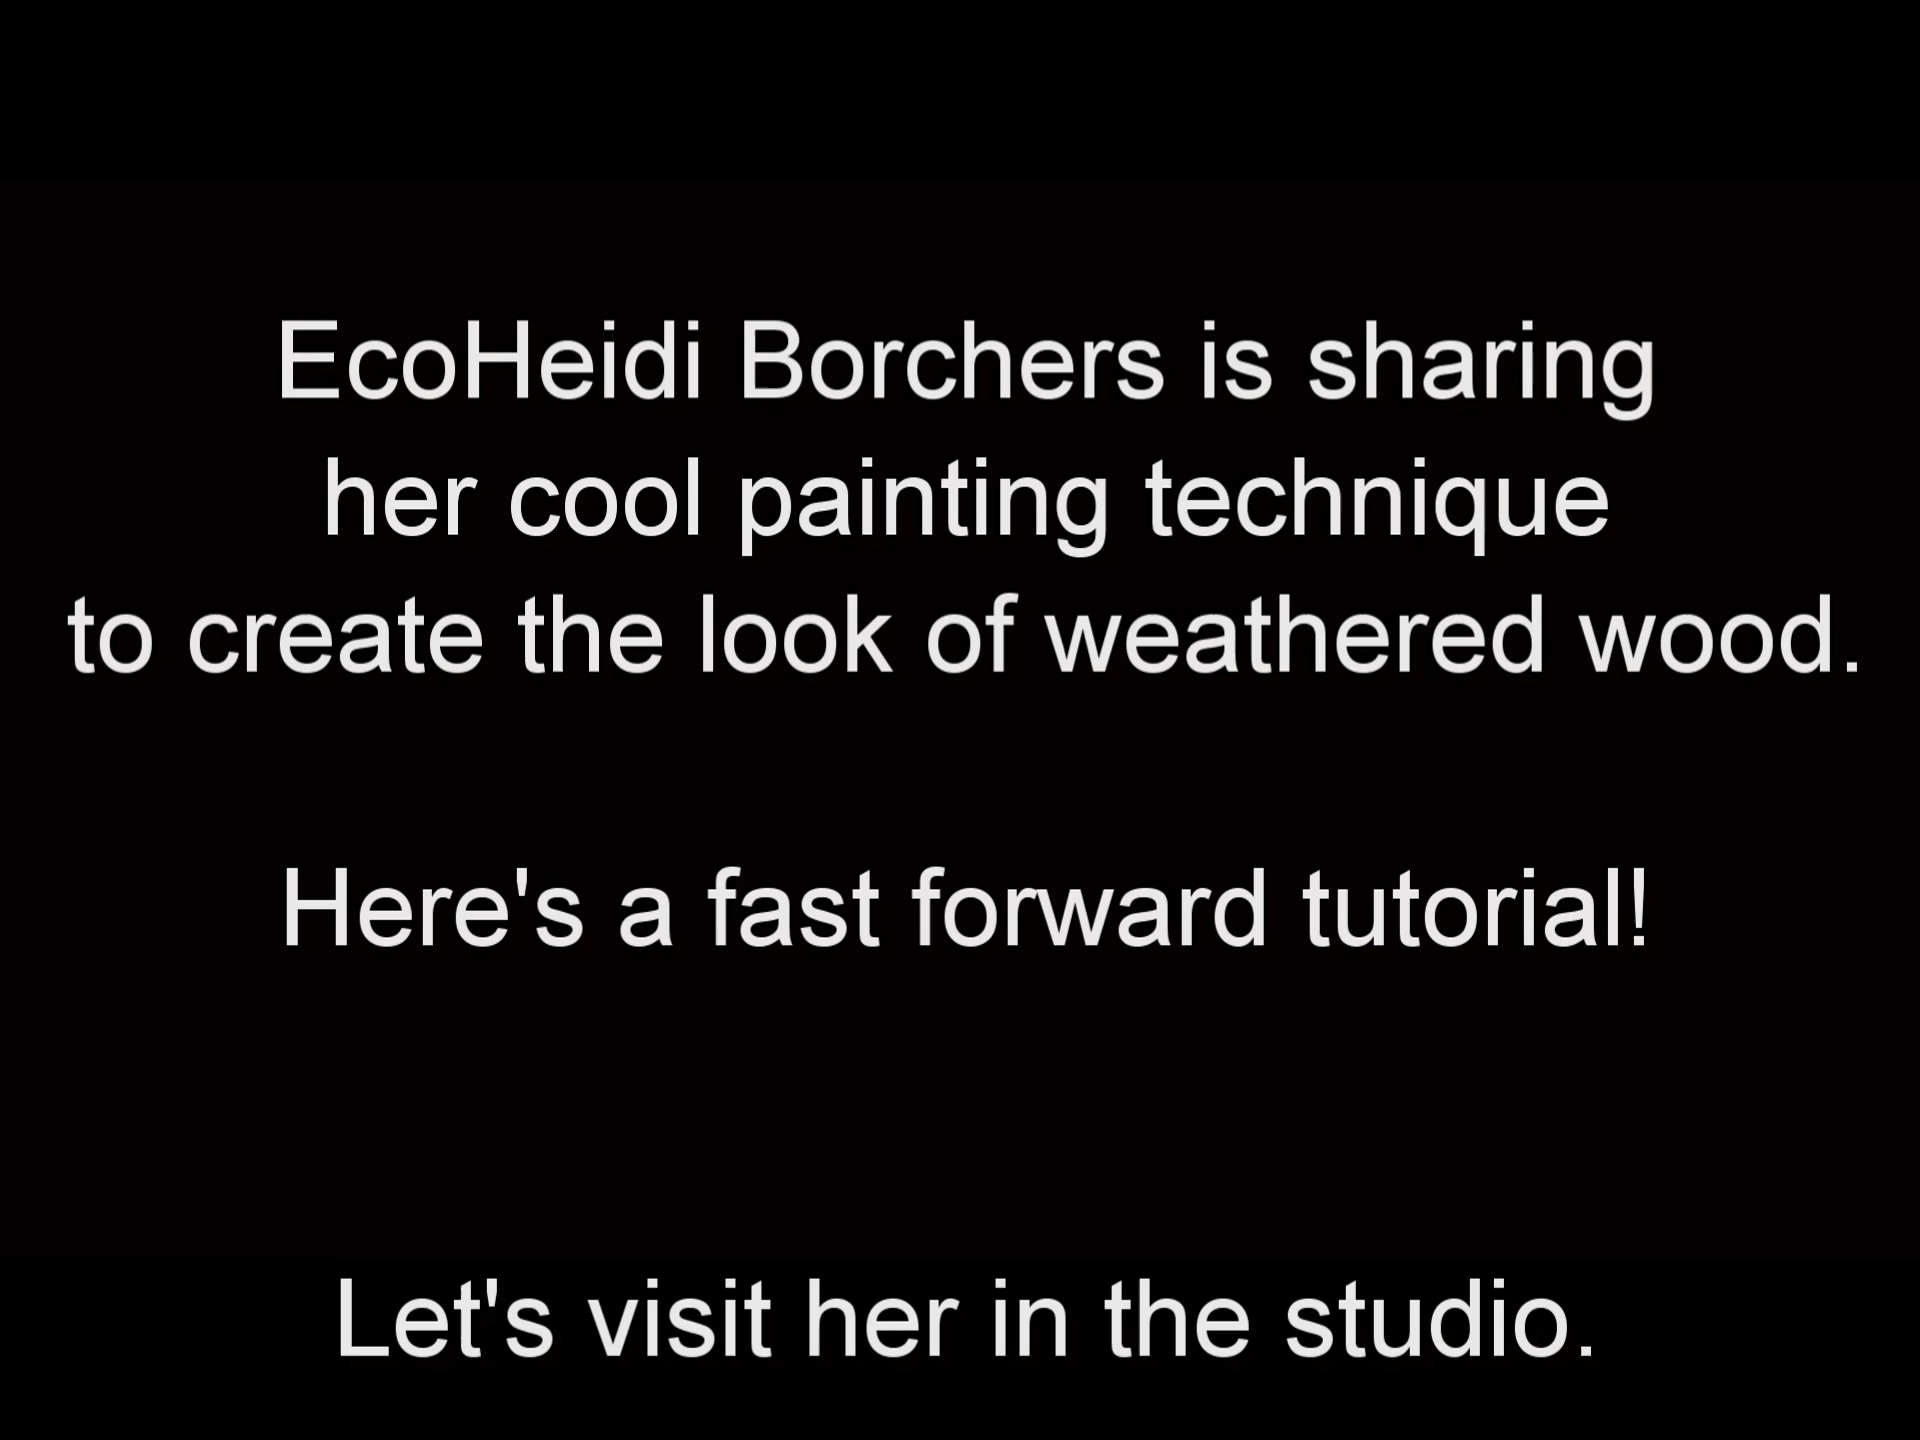 EcoHeidi Borchers is sharing
her cool painting technique
to create the look of weathered wood.
Here's a fast forward tutorial!
Let's visit her in the studio.